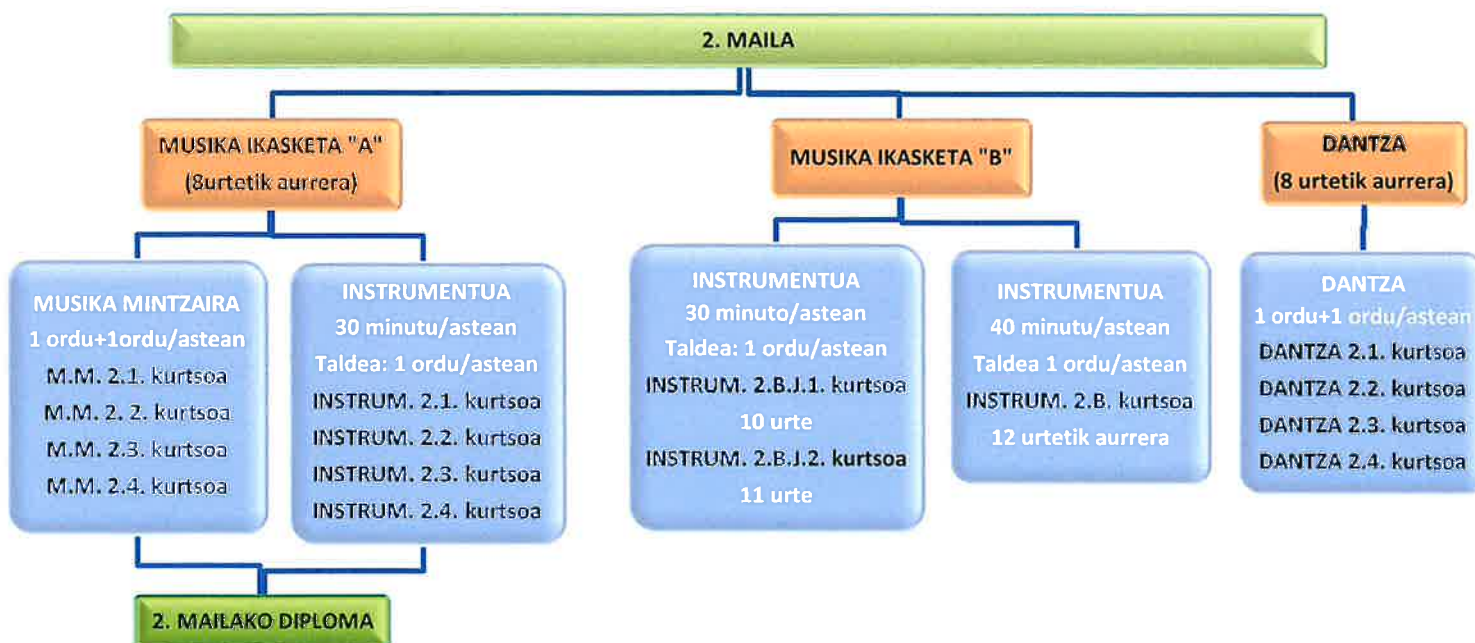 2. MAILA
MUSIKA IKASKETA "A"
(8urtetik aurrera)
MUSIKA IKASKETA "B"
DANTZA
(8 urtetik aurrera)
MUSIKA MINTZAIRA
1 ordu+1ordu/astean
M.M. 2.1. kurtsoa
M.M. 2. 2. kurtsoa
M.M. 2.3. kurtsoa
M.M. 2.4. kurtsoa
INSTRUMENTUA
30 minutu/astean
Taldea: 1 ordu/astean
INSTRUM. 2.1. kurtsoa
INSTRUM. 2.2. kurtsoa
INSTRUM. 2.3. kurtsoa
INSTRUM. 2.4. kurtsoa
INSTRUMENTUA
30 minuto/astean
Taldea: 1 ordu/astean
INSTRUM. 2.B.J.1. kurtsoa
10 urte
INSTRUM. 2.B.J.2. kurtsoa
11 urte
INSTRUMENTUA
40 minutu/astean
Taldea 1 ordu/astean
INSTRUM. 2.B. kurtsoa
12 urtetik aurrera
DANTZA
1 ordu+1 ordu/astean
DANTZA 2.1. kurtsoa
DANTZA 2.2. kurtsoa
DANTZA 2.3. kurtsoa
DANTZA 2.4. kurtsoa
2. MAILAKO DIPLOMA